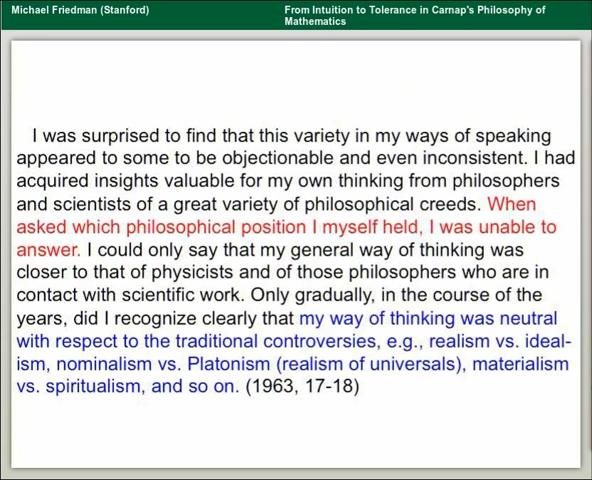 Michael Friedman (Stanford)
From Intuition to Tolerance in Carnap's Philosophy of
Mathematics
I was surprised to find that this variety in my ways of speaking
appeared to some to be objectionable and even inconsistent. I had
acquired insights valuable for my own thinking from philosophers
and scientists of a great variety of philosophical creeds. When
asked which philosophical position I myself held, I was unable to
answer. I could only say that my general way of thinking was
closer to that of physicists and of those philosophers who are in
contact with scientific work. Only gradually, in the course of the
years, did I recognize clearly that my way of thinking was neutral
with respect to the traditional controversies, e.g., realism vs. ideal-
ism, nominalism vs. Platonism (realism of universals), materialism
vs. spiritualism, and so on. (1963, 17-18)